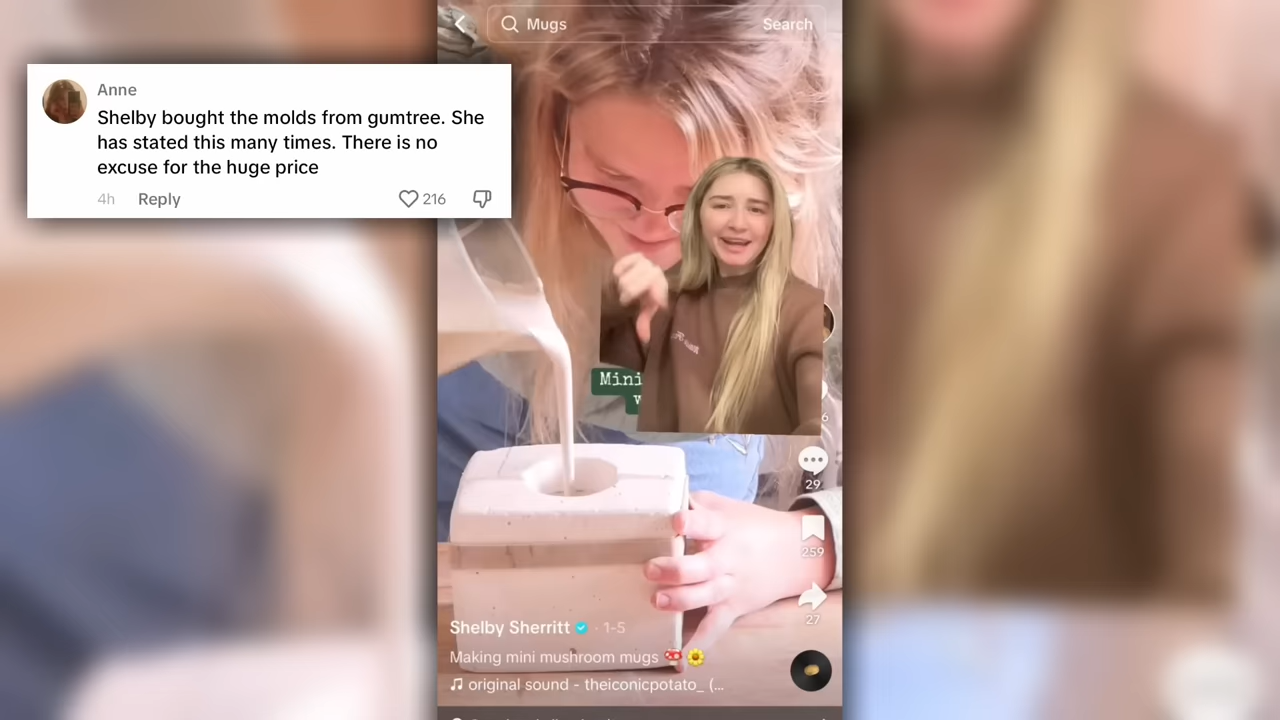 Mugs
Search
Anne
Shelby bought the molds from gumtree. She
has stated this many times. There is no
excuse for the huge price
4h
Reply
216
Mini
w
6
29
259
27
Shelby Sherritt · 1-5
Making mini mushroom mugs 🍄 🌼
original sound - theiconicpotato_ (...